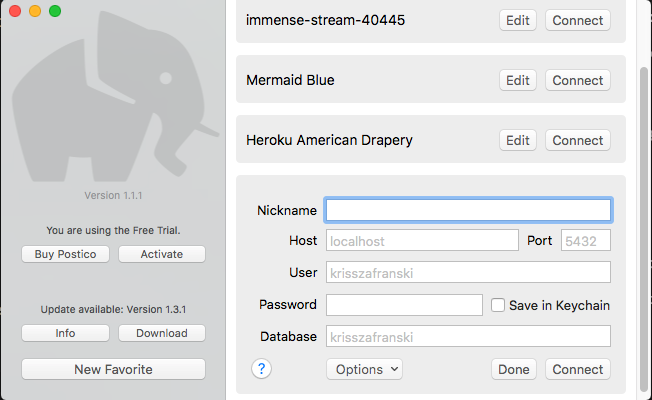 Version 1.1.1
You are using the Free Trial.
Buy Postico Activate
Update available: Version 1.3.1
Info Download
New Favorite
immense-stream-40445 Edit Connect
Mermaid Blue Edit Connect
Heroku American Drapery Edit Connect
Nickname
Host localhost Port 5432
User krisszafranski
Password Save in Keychain
Database krisszafranski
? Options Done Connect